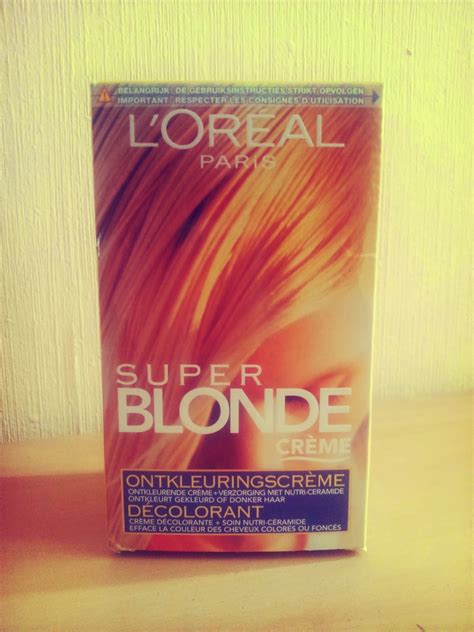 BELANGRIJK : DE GEBRUIKSINSTRUCTIES STRIKT OPVOLGEN
IMPORTANT : RESPECTER LES CONSIGNES D'UTILISATION
L'ORÉAL
PARIS
SUPER
BLONDE
CRÈME
ONTKLEURINGSCRÈME
ONTKLEURENDE CRÈME + VERZORGING MET NUTRI-CERAMIDE
ONTKLEURT GEKLEURD OF DONKER HAAR
DÉCOLORANT
CRÈME DÉCOLORANTE + SOIN NUTRI-CÉRAMIDE
EFFACE LA COULEUR DES CHEVEUX COLORÉS OU FONCÉS